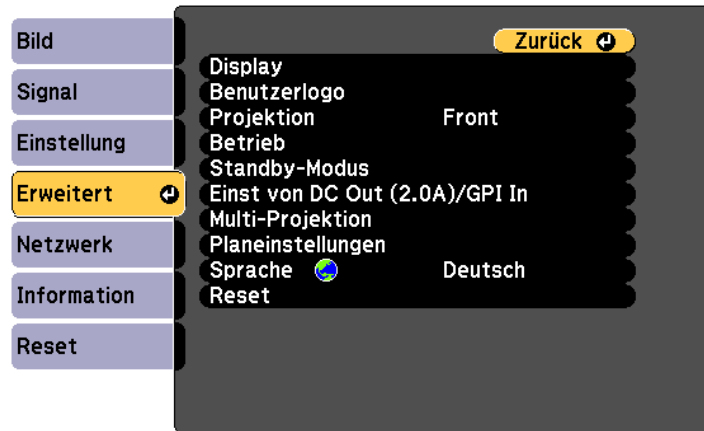 Bild
Signal
Einstellung
Erweitert
Netzwerk
Information
Reset
Zurück
Display
Benutzerlogo
Projektion Front
Betrieb
Standby-Modus
Einst von DC Out (2.0A)/GPI In
Multi-Projektion
Planeinstellungen
Sprache Deutsch
Reset